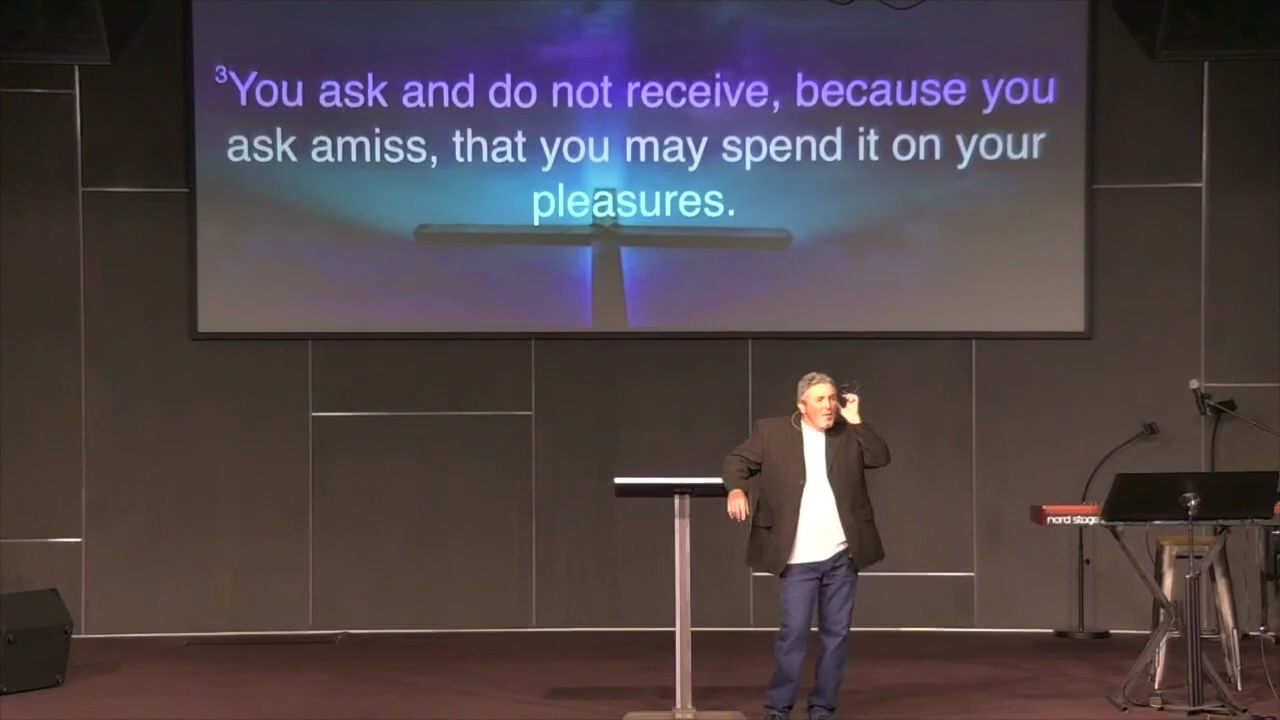 ³You ask and do not receive, because you
ask amiss, that you may spend it on your
pleasures.
nord stage